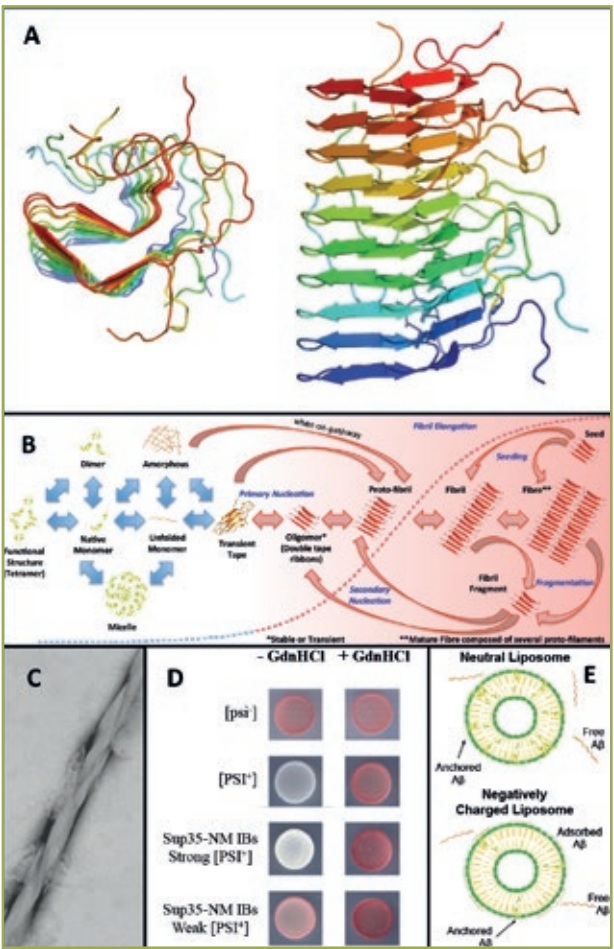 A
B
whilst on-pathway
Fibril Elongation
Seed
Dimer
Amorphous
Seeding
Primary Nucleation
Proto-fibril
Fibril
Fibre**
Functional
Structure
(Tetramer)
Native
Monomer
Unfolded
Monomer
Transient
Tape
Oligomer*
(Double tape
ribbons)
Fibril
Fragment
Fragmentation
Secondary
Nucleation
Micelle
*Stable or Transient
**Mature Fibre composed of several proto-filaments
C
D
- GdnHCl + GdnHCl
[psi-]
[PSI+]
Sup35-NM IBs
Strong [PSI+]
Sup35-NM IBs
Weak [PSI+]
E
Neutral Liposome
Free
Aβ
Anchored
Aβ
Negatively
Charged Liposome
Adsorbed
Aβ
Free
Aβ
Anchored
Aβ